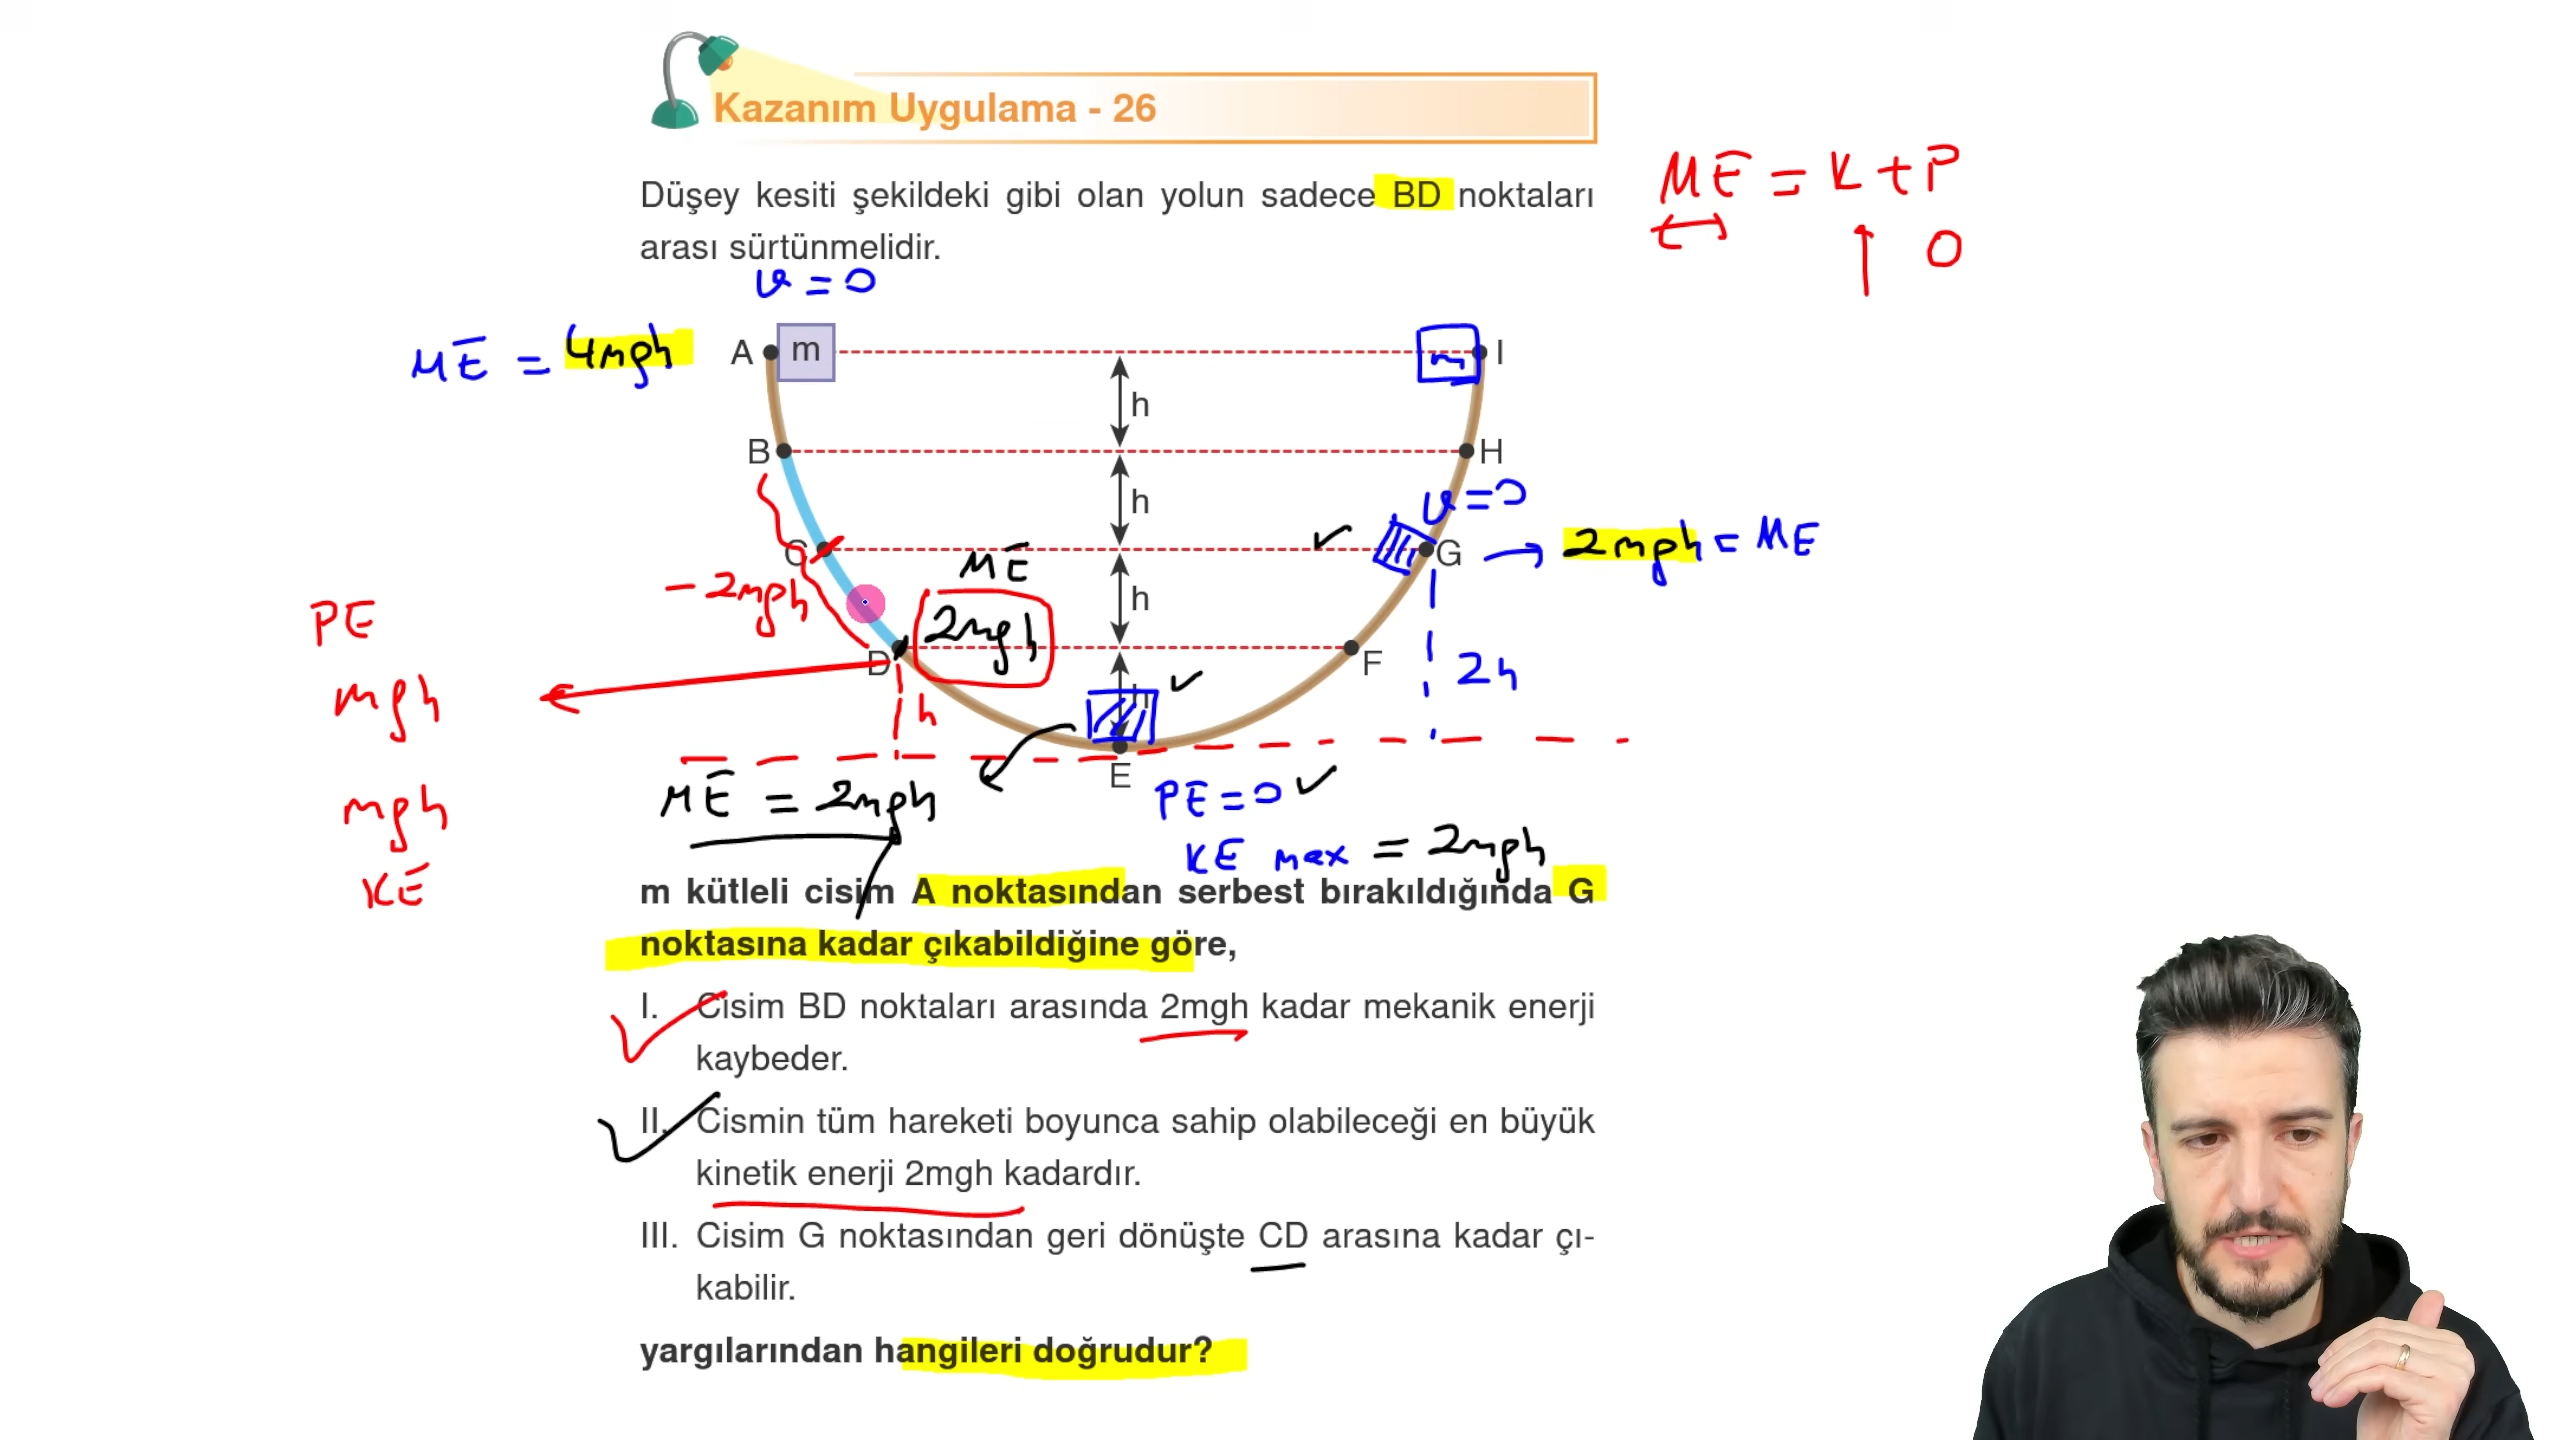 Kazanım Uygulama - 26
ME = K + P
0
Düşey kesiti şekildeki gibi olan yolun sadece BD noktaları
arası sürtünmelidir.
v = 0
ME = 4mgh
A m
m I
h
B
H
h
v = 0
C
G → 2mgh = ME
ME
-2mgh
h
PE
2mgh
D
F
2h
mgh
h
h
E
ME = 2mgh
PE = 0
mgh
KE max = 2mgh
KE
m kütleli cisim A noktasından serbest bırakıldığında G
noktasına kadar çıkabildiğine göre,
I. Cisim BD noktaları arasında 2mgh kadar mekanik enerji
kaybeder.
II. Cismin tüm hareketi boyunca sahip olabileceği en büyük
kinetik enerji 2mgh kadardır.
III. Cisim G noktasından geri dönüşte CD arasına kadar çı-
kabilir.
yargılarından hangileri doğrudur?